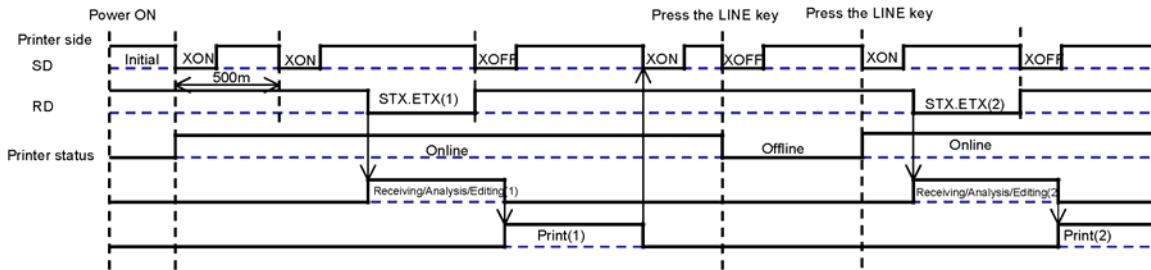 Power ON
Press the LINE key
Press the LINE key
Printer side
SD
Initial
XON
XON
XOFF
XON
XOFF
XON
XOFF
500m
RD
STX.ETX(1)
STX.ETX(2)
Printer status
Online
Offline
Online
Receiving/Analysis/Editing(1)
Receiving/Analysis/Editing(2
Print(1)
Print(2)